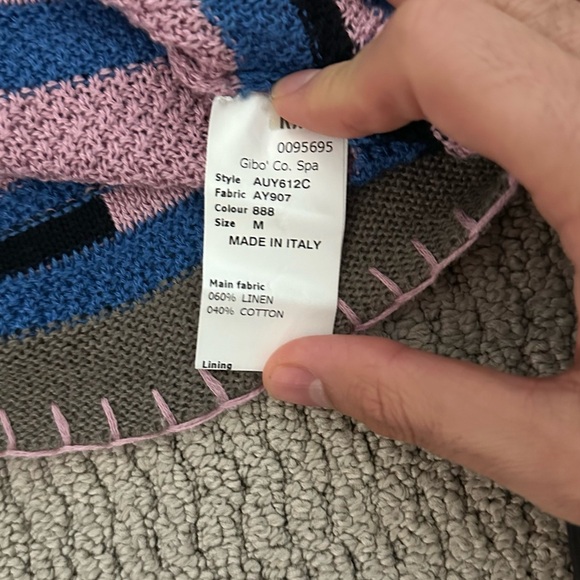 0095695
Gibo' Co. Spa
Style AUY612C
Fabric AY907
Colour 888
Size M
MADE IN ITALY
Main fabric
060% LINEN
040% COTTON
Lining